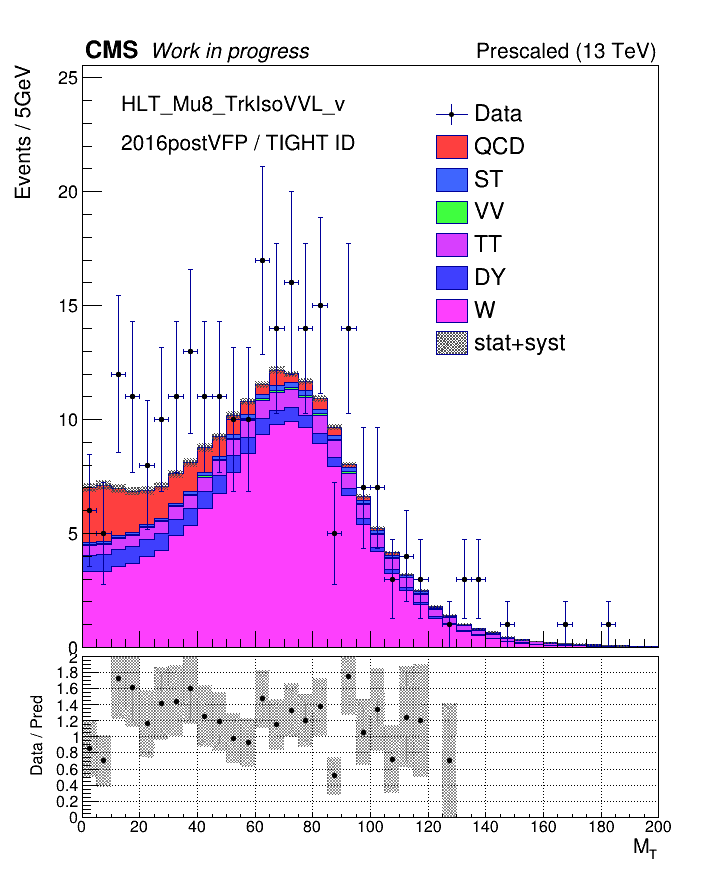 CMS Work in progress Prescaled (13 TeV)
Events / 5GeV
HLT_Mu8_TrkIsoVVL_v
2016postVFP / TIGHT ID
Data
QCD
ST
VV
TT
DY
W
stat+syst
25
20
15
10
5
0
Data / Pred
2
1.8
1.6
1.4
1.2
1
0.8
0.6
0.4
0.2
0
0 20 40 60 80 100 120 140 160 180 200
M_T